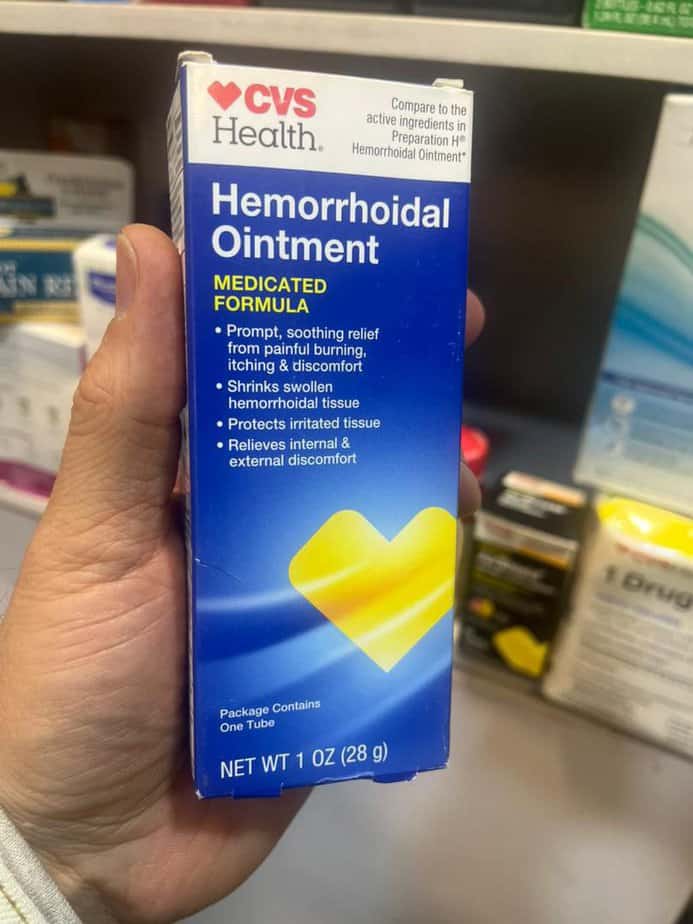 CVS
Health®
Compare to the
active ingredients in
Preparation H®
Hemorrhoidal Ointment*
Hemorrhoidal
Ointment
MEDICATED
FORMULA
• Prompt, soothing relief
from painful burning,
itching & discomfort
• Shrinks swollen
hemorrhoidal tissue
• Protects irritated tissue
• Relieves internal &
external discomfort
Package Contains
One Tube
NET WT 1 OZ (28 g)
1 Drug